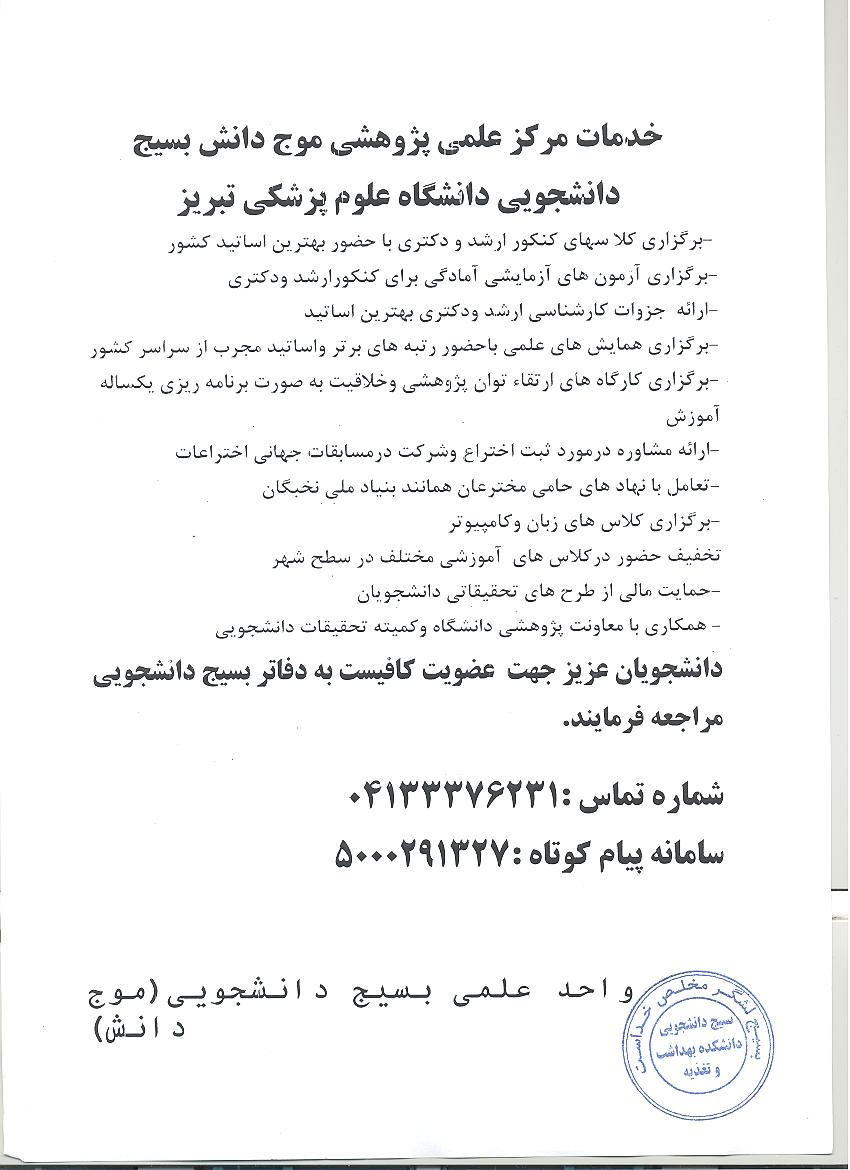 خدمات مرکز علمی پژوهشی موج دانش بسیج
دانشجویی دانشگاه علوم پزشکی تبریز
-برگزاری کلا سهای کنکور ارشد و دکتری با حضور بهترین اساتید کشور
-برگزاری آزمون های آزمایشی آمادگی برای کنکورارشد ودکتری
-ارائه جزوات کارشناسی ارشد ودکتری بهترین اساتید
-برگزاری همایش های علمی باحضور رتبه های برتر واساتید مجرب از سراسر کشور
-برگزاری کارگاه های ارتقاء توان پژوهشی وخلاقیت به صورت برنامه ریزی یکساله
آموزش
-ارائه مشاوره درمورد ثبت اختراع وشرکت درمسابقات جهانی اختراعات
-تعامل با نهاد های حامی مخترعان همانند بنیاد ملی نخبگان
-برگزاری کلاس های زبان وکامپیوتر
تخفیف حضور درکلاس های آموزشی مختلف در سطح شهر
-حمایت مالی از طرح های تحقیقاتی دانشجویان
- همکاری با معاونت پژوهشی دانشگاه وکمیته تحقیقات دانشجویی
دانشجویان عزیز جهت عضویت کافیست به دفاتر بسیج دانشجویی
مراجعه فرمایند.
شماره تماس :۰۴۱۳۳۳۷۶۲۳۱
سامانه پیام کوتاه :۵۰۰۰۲۹۱۳۲۷
واحد علمی بسیج دانشجویی(موج
دانش)
بسیج لشگر مخلص خداست
بسیج دانشجویی
دانشکده بهداشت
و تغذیه